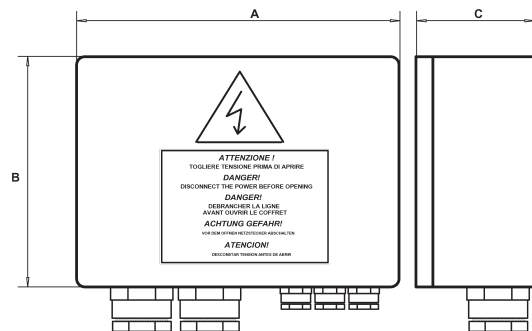 A
C
B
ATTENZIONE !
TOGLIERE TENSIONE PRIMA DI APRIRE
DANGER!
DISCONNECT THE POWER BEFORE OPENING
DANGER!
DEBRANCHER LA LIGNE
AVANT OUVRIR LE COFFRET
ACHTUNG GEFAHR!
VOR DEM OFFNEN NETZSTECKER ABSCHALTEN
ATENCION!
DESCONETAR TENSION ANTES DE ABRIR